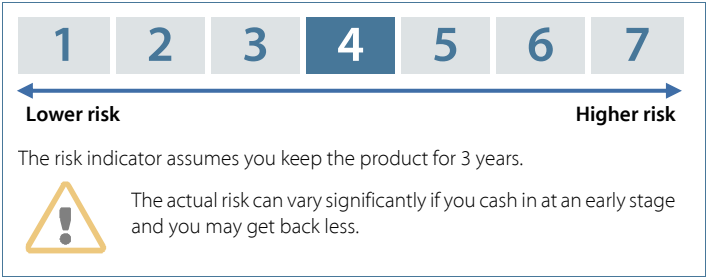 1 2 3 4 5 6 7
Lower risk Higher risk
The risk indicator assumes you keep the product for 3 years.
The actual risk can vary significantly if you cash in at an early stage
and you may get back less.